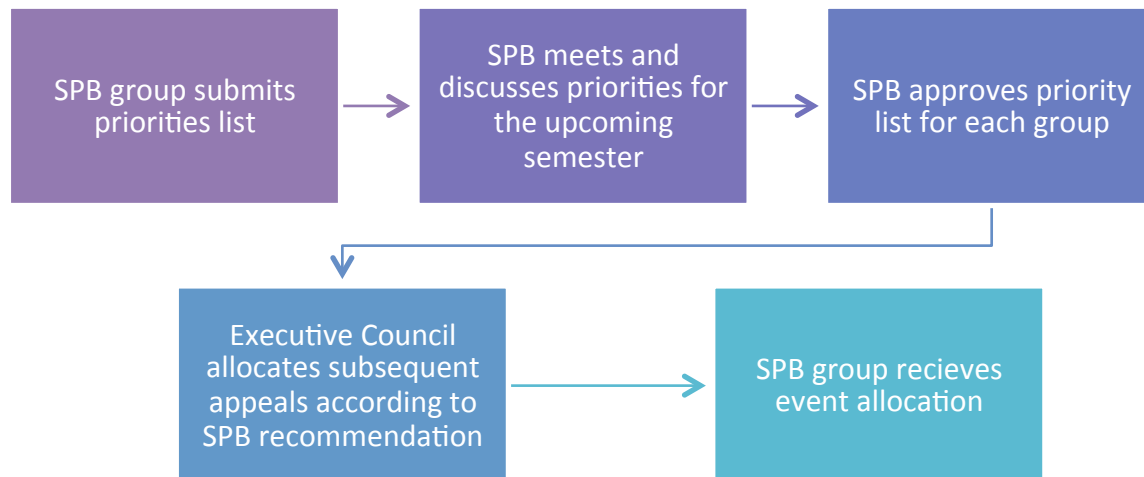 SPB group submits
priorities list
SPB meets and
discusses priorities for
the upcoming
semester
SPB approves priority
list for each group
Executive Council
allocates subsequent
appeals according to
SPB recommendation
SPB group recieves
event allocation